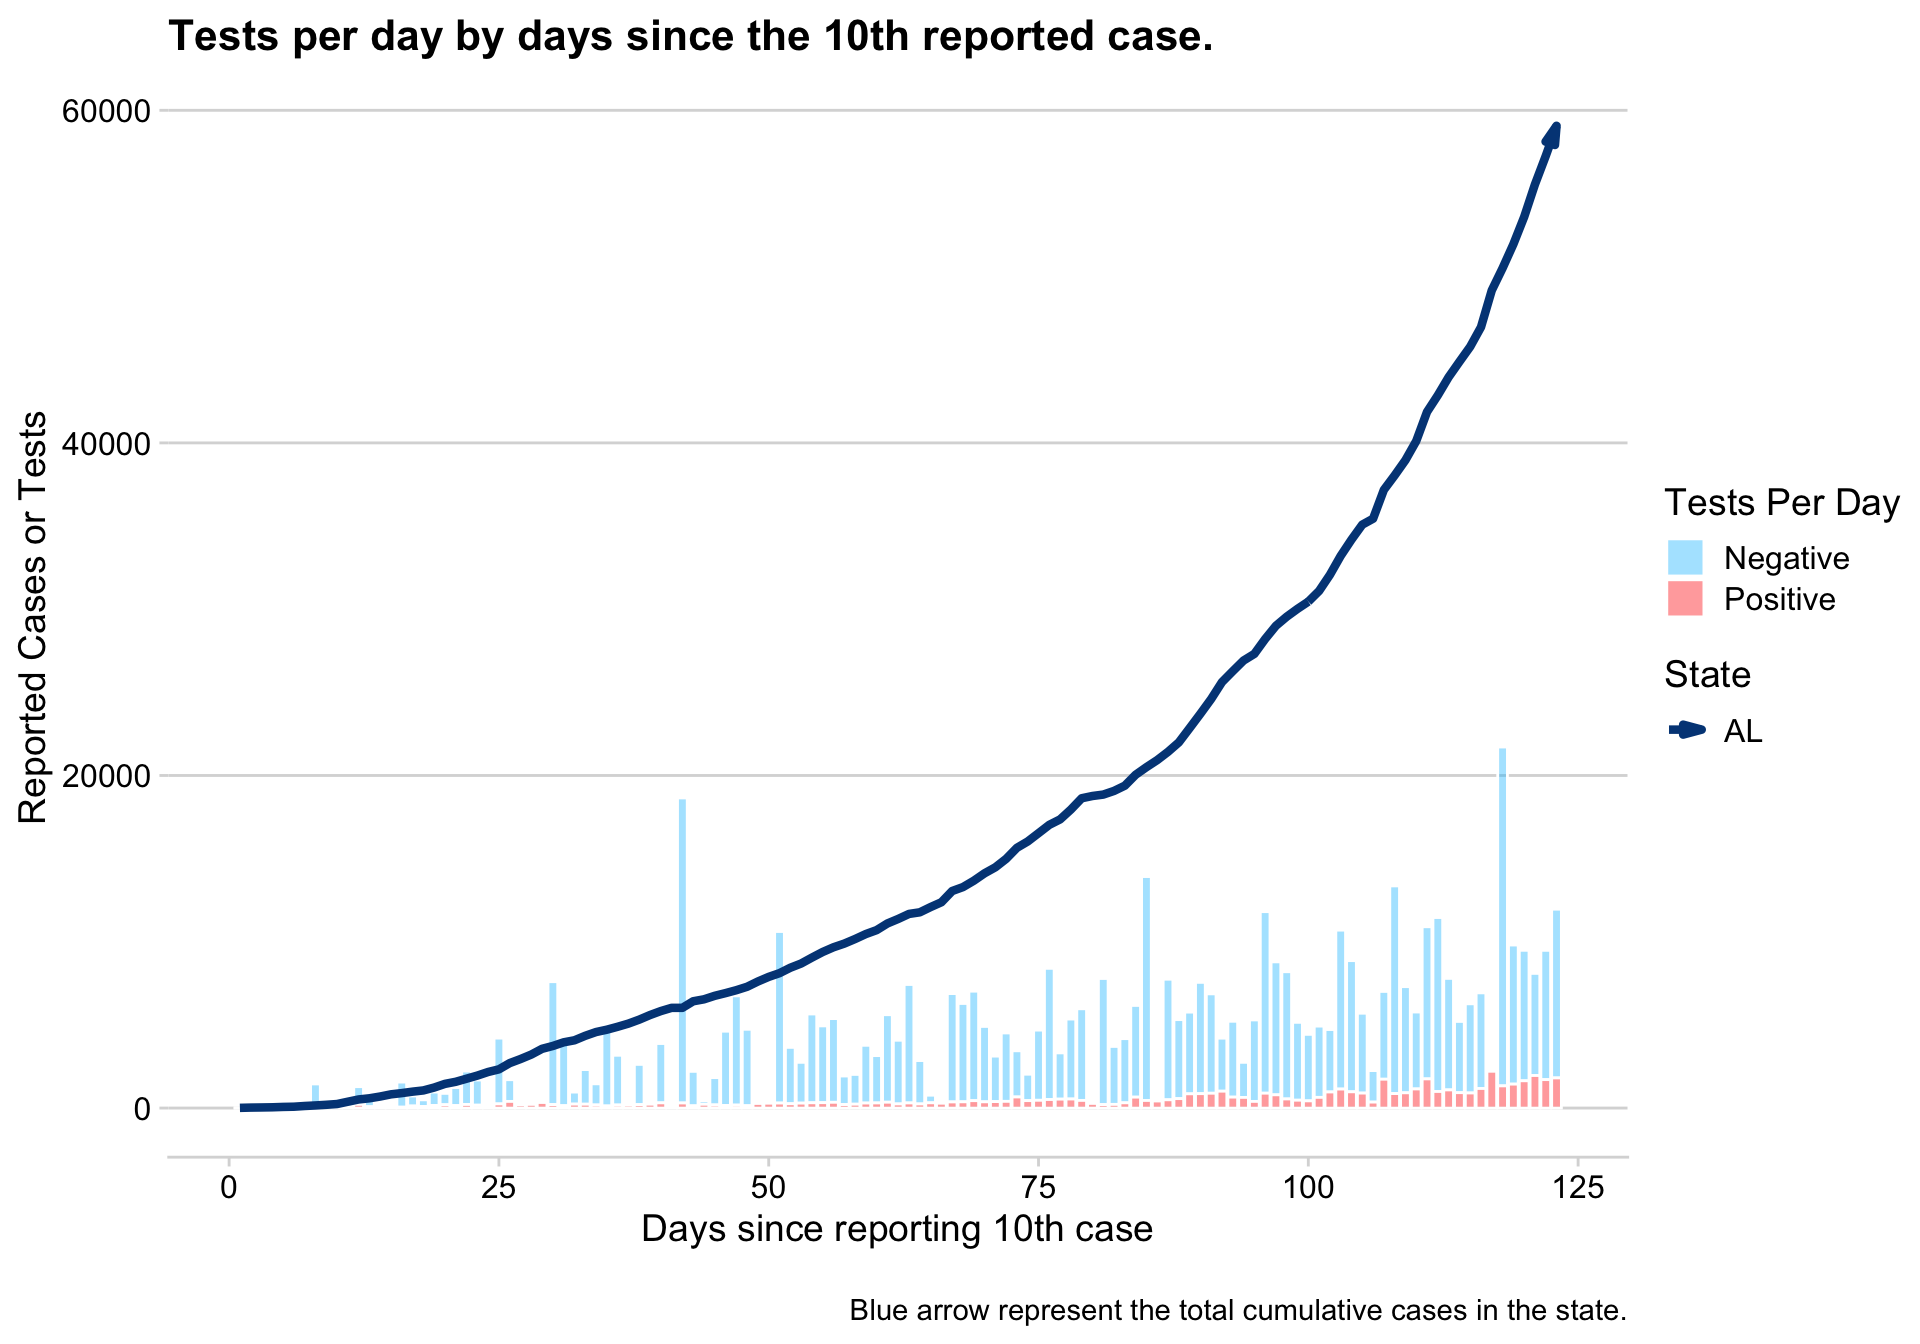 Tests per day by days since the 10th reported case.
60000
40000
20000
0
Reported Cases or Tests
0 25 50 75 100 125
Days since reporting 10th case
Tests Per Day
Negative
Positive
State
AL
Blue arrow represent the total cumulative cases in the state.